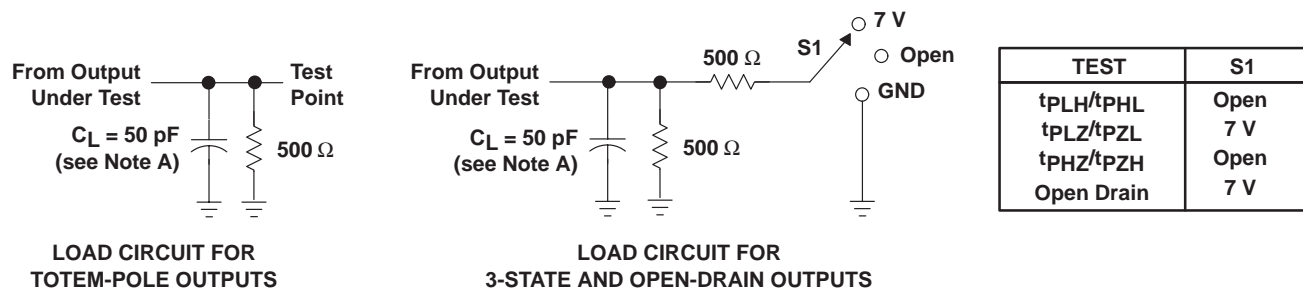 From Output
Under Test
Test
Point
CL = 50 pF
(see Note A)
500 Ω
LOAD CIRCUIT FOR
TOTEM-POLE OUTPUTS
From Output
Under Test
500 Ω
S1
7 V
Open
GND
CL = 50 pF
(see Note A)
500 Ω
LOAD CIRCUIT FOR
3-STATE AND OPEN-DRAIN OUTPUTS
TEST S1
tPLH/tPHL Open
tPLZ/tPZL 7 V
tPHZ/tPZH Open
Open Drain 7 V